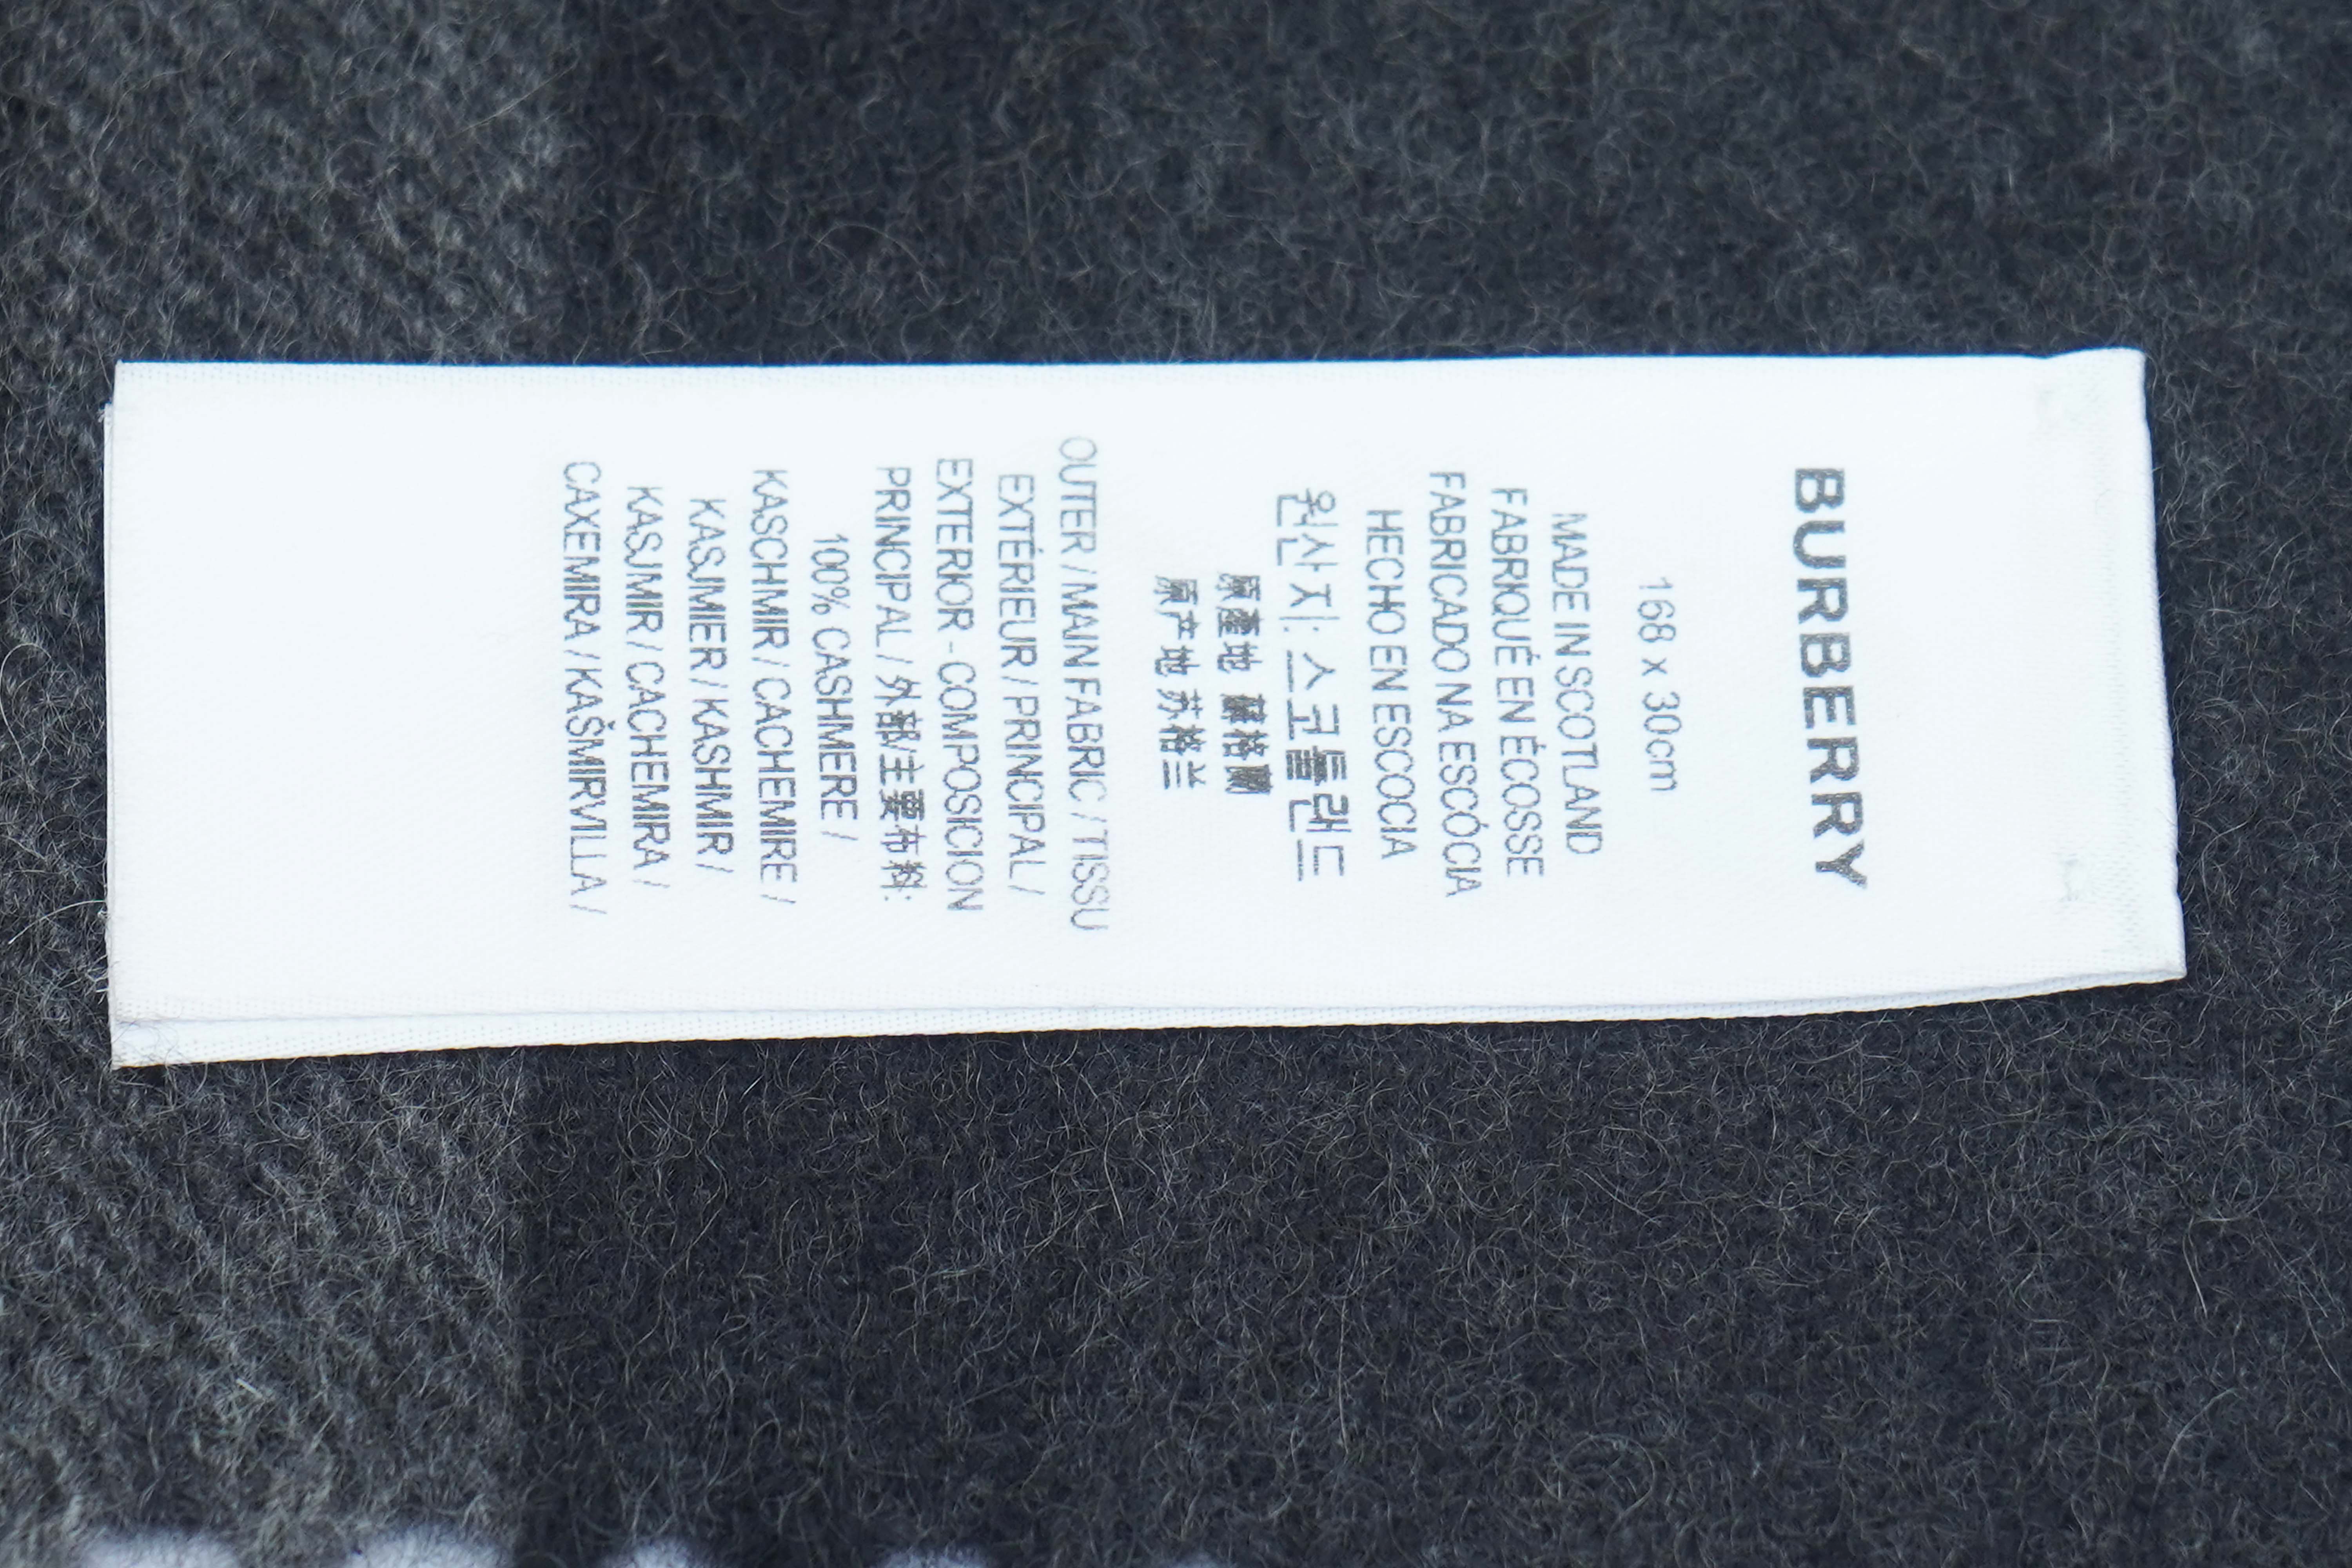 BURBERRY
168 x 30cm
MADE IN SCOTLAND
FABRIQUÉ EN ÉCOSSE
FABRICADO NA ESCÓCIA
HECHO EN ESCOCIA
원산지: 스코틀랜드
原產地 蘇格蘭
原产地 苏格兰
OUTER / MAIN FABRIC / TISSU
EXTÉRIEUR / PRINCIPAL /
EXTERIOR - COMPOSICION
PRINCIPAL / 外部/主要布料:
100% CASHMERE /
KASCHMIR / CACHEMIRE /
KASJMIER / KASHMIR /
KASJMIR / CACHEMIRA /
CAXEMIRA / KAŠMIRVILLA /